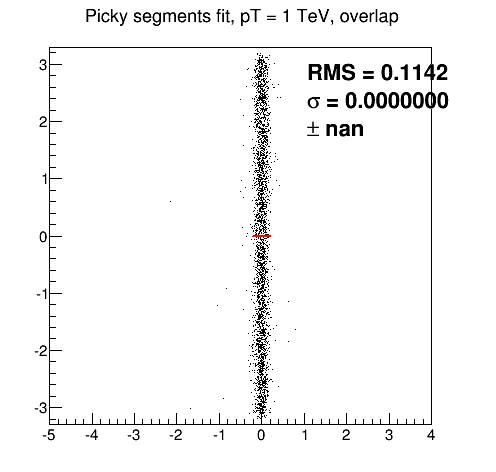 Picky segments fit, pT = 1 TeV, overlap
RMS = 0.1142
σ = 0.0000000
± nan
3
2
1
0
-1
-2
-3
-5 -4 -3 -2 -1 0 1 2 3 4